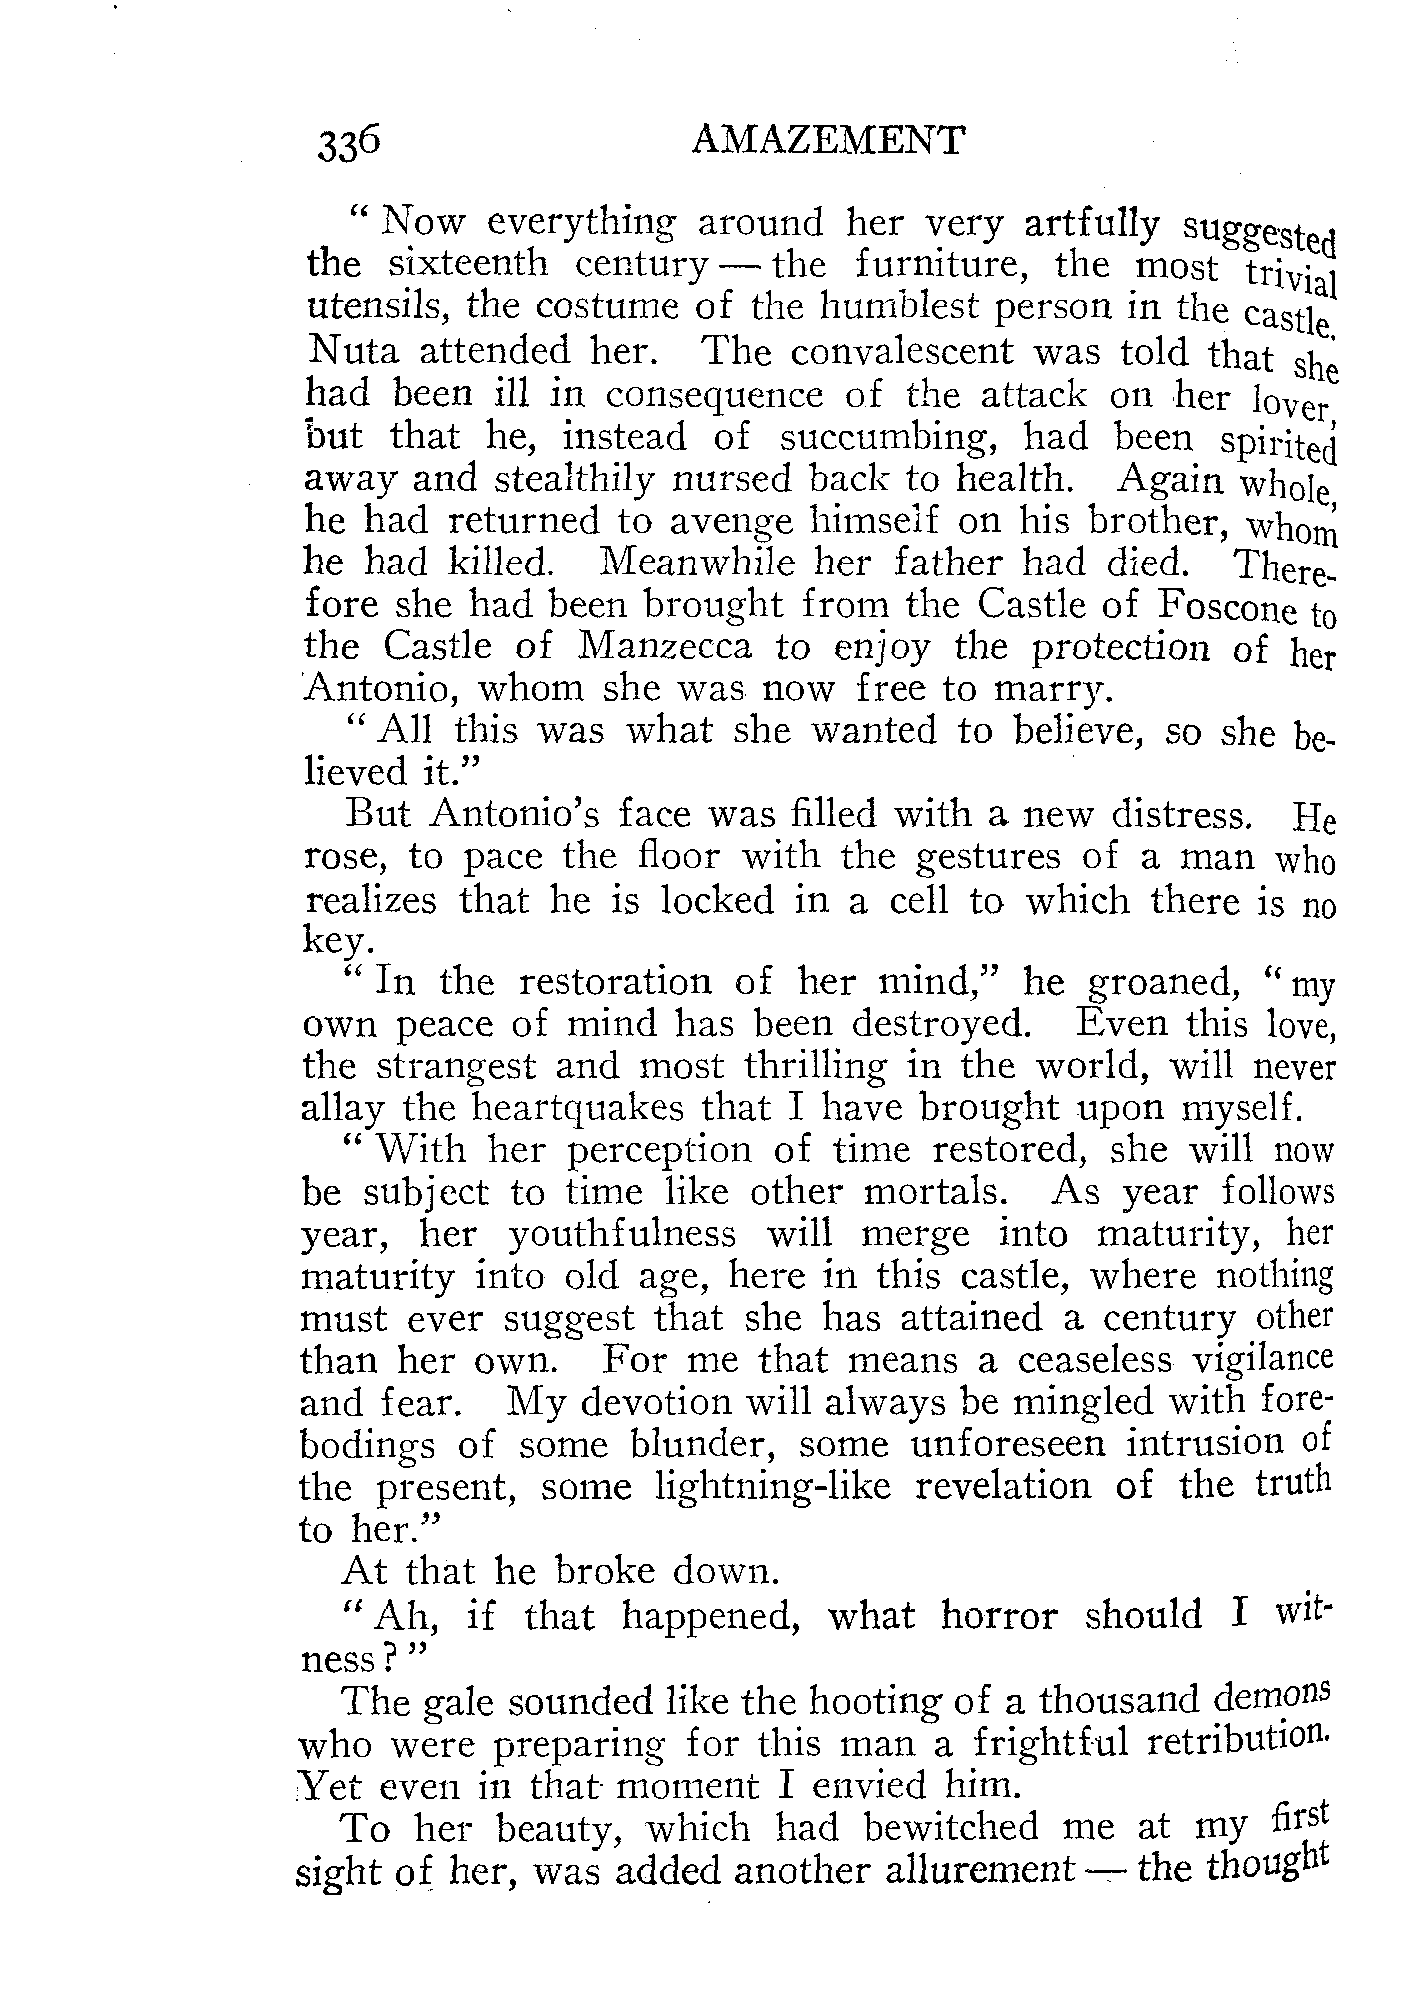 336 AMAZEMENT
“ Now everything around her very artfully suggested
the sixteenth century — the furniture, the most trivial
utensils, the costume of the humblest person in the castle.
Nuta attended her. The convalescent was told that she
had been ill in consequence of the attack on her lover,
but that he, instead of succumbing, had been spirited
away and stealthily nursed back to health. Again whole,
he had returned to avenge himself on his brother, whom
he had killed. Meanwhile her father had died. There-
fore she had been brought from the Castle of Foscone to
the Castle of Manzecca to enjoy the protection of her
Antonio, whom she was now free to marry.
“ All this was what she wanted to believe, so she be-
lieved it.”
But Antonio’s face was filled with a new distress. He
rose, to pace the floor with the gestures of a man who
realizes that he is locked in a cell to which there is no
key.
“ In the restoration of her mind,” he groaned, “ my
own peace of mind has been destroyed. Even this love,
the strangest and most thrilling in the world, will never
allay the heartquakes that I have brought upon myself.
“ With her perception of time restored, she will now
be subject to time like other mortals. As year follows
year, her youthfulness will merge into maturity, her
maturity into old age, here in this castle, where nothing
must ever suggest that she has attained a century other
than her own. For me that means a ceaseless vigilance
and fear. My devotion will always be mingled with fore-
bodings of some blunder, some unforeseen intrusion of
the present, some lightning-like revelation of the truth
to her.”
At that he broke down.
“ Ah, if that happened, what horror should I wit-
ness ? ”
The gale sounded like the hooting of a thousand demons
who were preparing for this man a frightful retribution.
Yet even in that moment I envied him.
To her beauty, which had bewitched me at my first
sight of her, was added another allurement — the thought